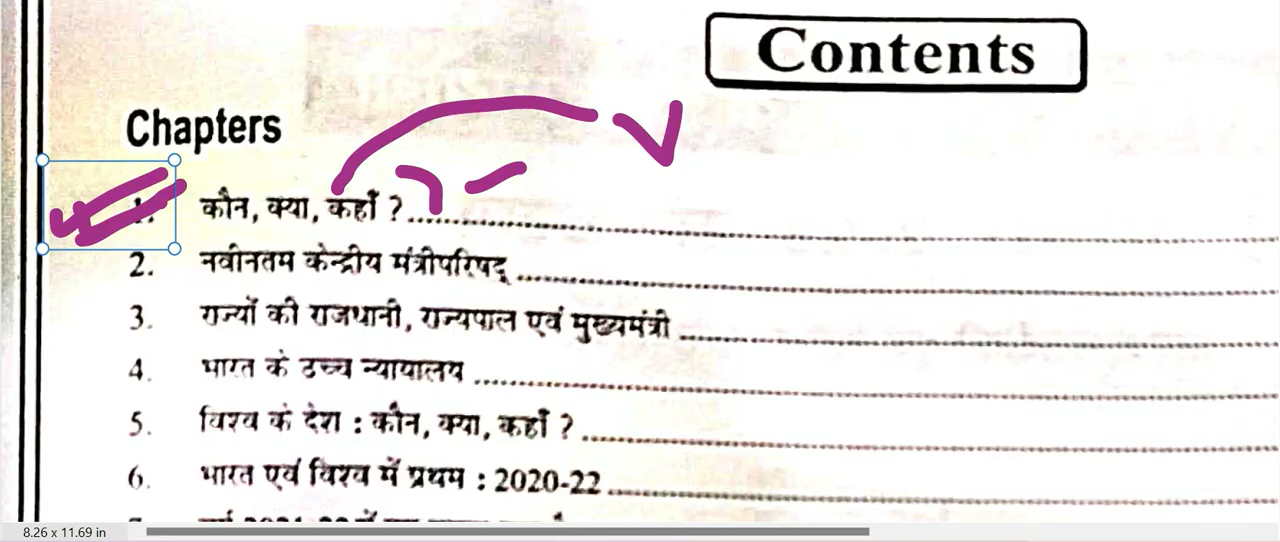 Contents
Chapters
1. कौन, क्या, कहाँ ?
2. नवीनतम केन्द्रीय मंत्रीपरिषद्
3. राज्यों की राजधानी, राज्यपाल एवं मुख्यमंत्री
4. भारत के उच्च न्यायालय
5. विश्व के देश : कौन, क्या, कहाँ ?
6. भारत एवं विश्व में प्रथम : 2020-22
8.26 x 11.69 in